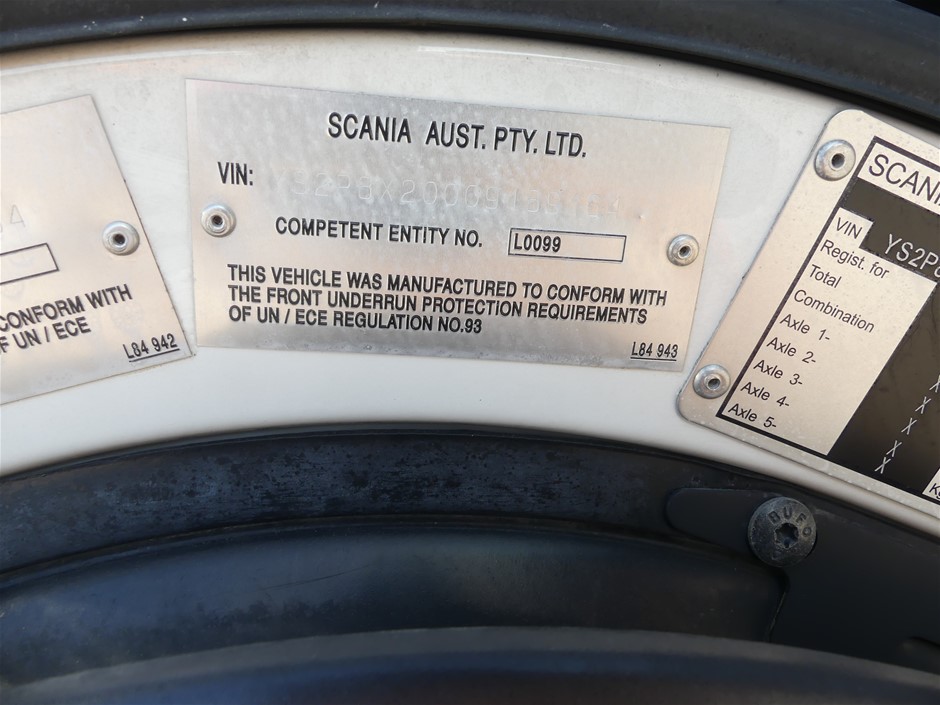 4
CONFORM WITH
F UN / ECE
L84 942
SCANIA AUST. PTY. LTD.
VIN:
COMPETENT ENTITY NO. L0099
THIS VEHICLE WAS MANUFACTURED TO CONFORM WITH
THE FRONT UNDERRUN PROTECTION REQUIREMENTS
OF UN / ECE REGULATION NO.93
L84 943
SCANI
VIN YS2P
Regist. for
Total
Combination
Axle 1-
Axle 2-
Axle 3- X
Axle 4- X
Axle 5- X
X
X
BUFO